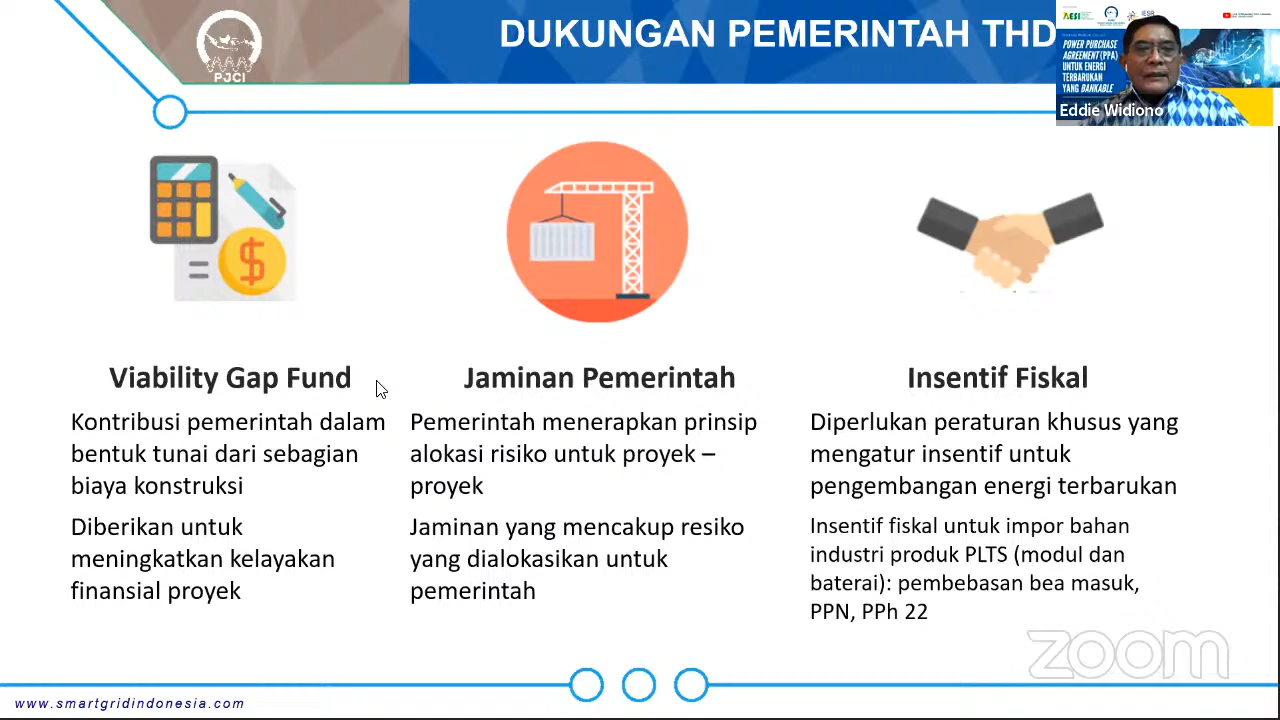 DUKUNGAN PEMERINTAH THD
PJCI
AESI
IESR
POWER PURCHASE
AGREEMENT (PPA)
UNTUK ENERGI
TERBARUKAN
YANG BANKABLE
Eddie Widiono
Viability Gap Fund
Kontribusi pemerintah dalam
bentuk tunai dari sebagian
biaya konstruksi
Diberikan untuk
meningkatkan kelayakan
finansial proyek
Jaminan Pemerintah
Pemerintah menerapkan prinsip
alokasi risiko untuk proyek –
proyek
Jaminan yang mencakup resiko
yang dialokasikan untuk
pemerintah
Insentif Fiskal
Diperlukan peraturan khusus yang
mengatur insentif untuk
pengembangan energi terbarukan
Insentif fiskal untuk impor bahan
industri produk PLTS (modul dan
baterai): pembebasan bea masuk,
PPN, PPh 22
zoom
www.smartgridindonesia.com